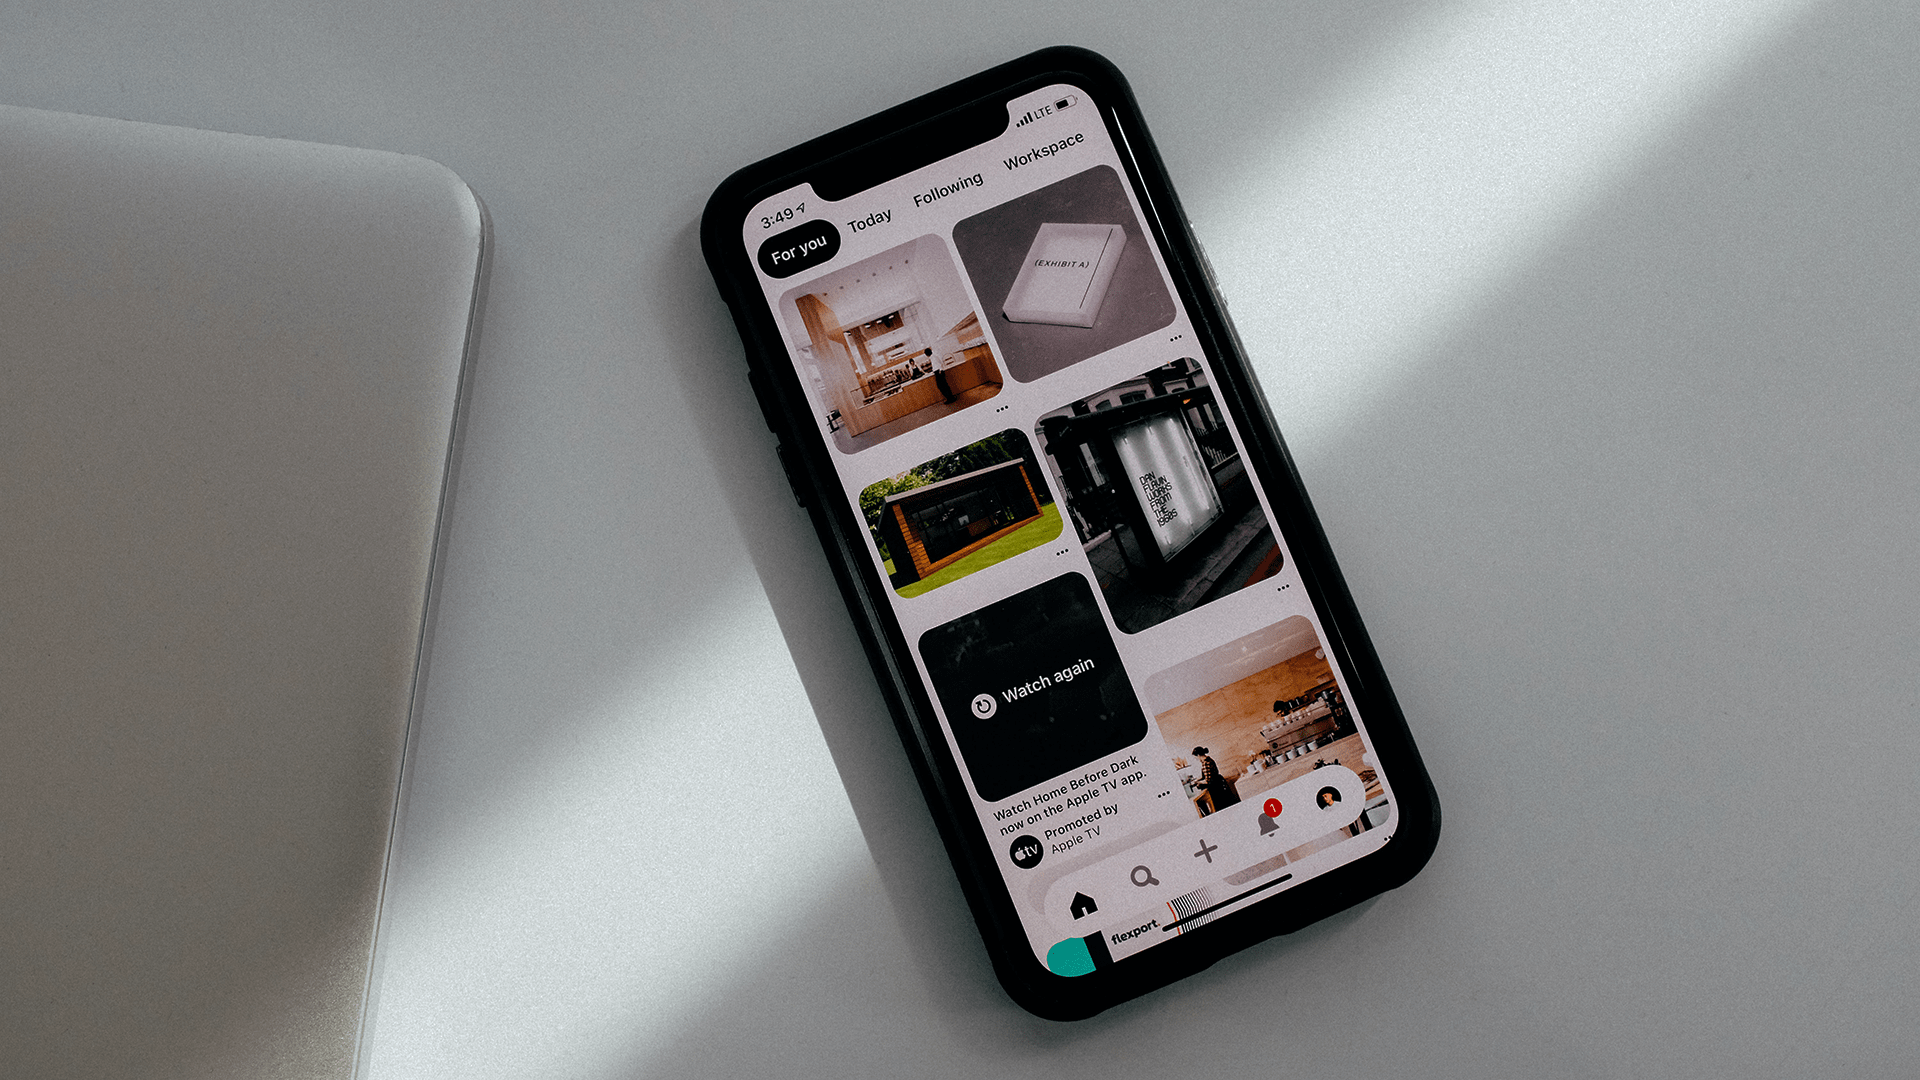 3:49
LTE
For you
Today
Following
Workspace
(EXHIBIT A)
DAN
FLAVIN
WORKS
FROM
THE
1960S
Watch again
Watch Home Before Dark
now on the Apple TV app.
Promoted by
Apple TV
tv
1
flexport.